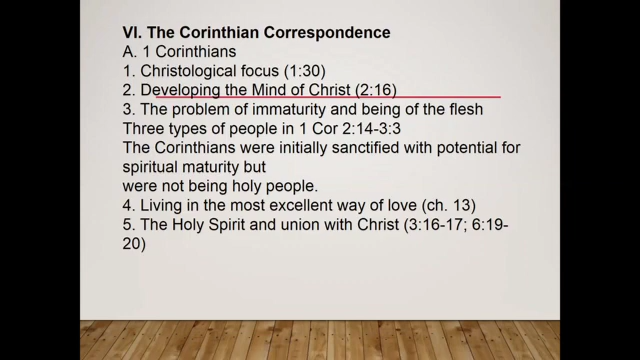 VI. The Corinthian Correspondence
A. 1 Corinthians
1. Christological focus (1:30)
2. Developing the Mind of Christ (2:16)
3. The problem of immaturity and being of the flesh
Three types of people in 1 Cor 2:14-3:3
The Corinthians were initially sanctified with potential for
spiritual maturity but
were not being holy people.
4. Living in the most excellent way of love (ch. 13)
5. The Holy Spirit and union with Christ (3:16-17; 6:19-
20)